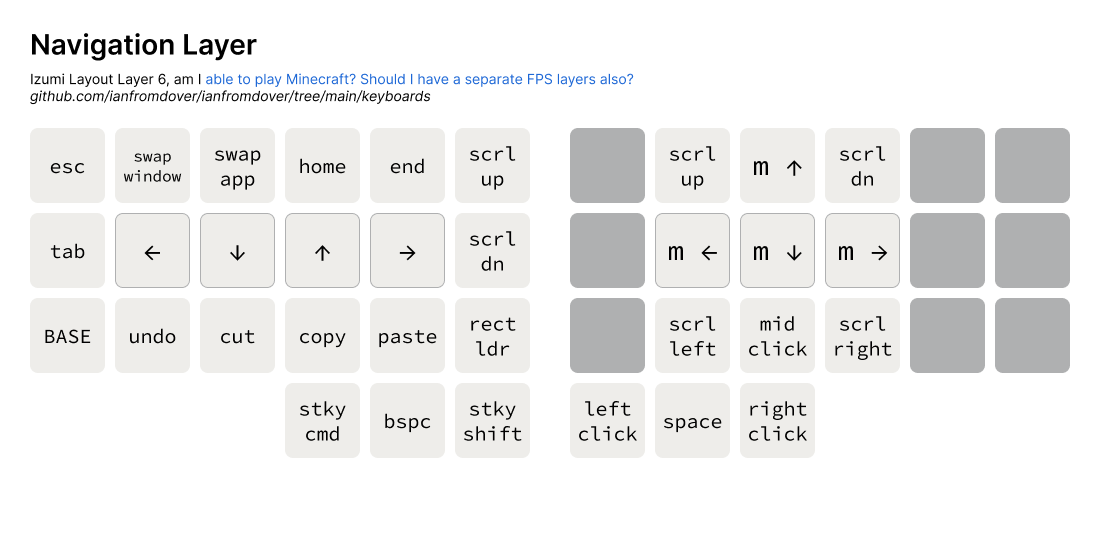 Navigation Layer
Izumi Layout Layer 6, am I able to play Minecraft? Should I have a separate FPS layers also?
github.com/ianfromdover/ianfromdover/tree/main/keyboards
esc
swap
window
swap
app
home
end
scrl
up
scrl
up
m ↑
scrl
dn
tab
←
↓
↑
→
scrl
dn
m ←
m ↓
m →
BASE
undo
cut
copy
paste
rect
ldr
scrl
left
mid
click
scrl
right
stky
cmd
bspc
stky
shift
left
click
space
right
click